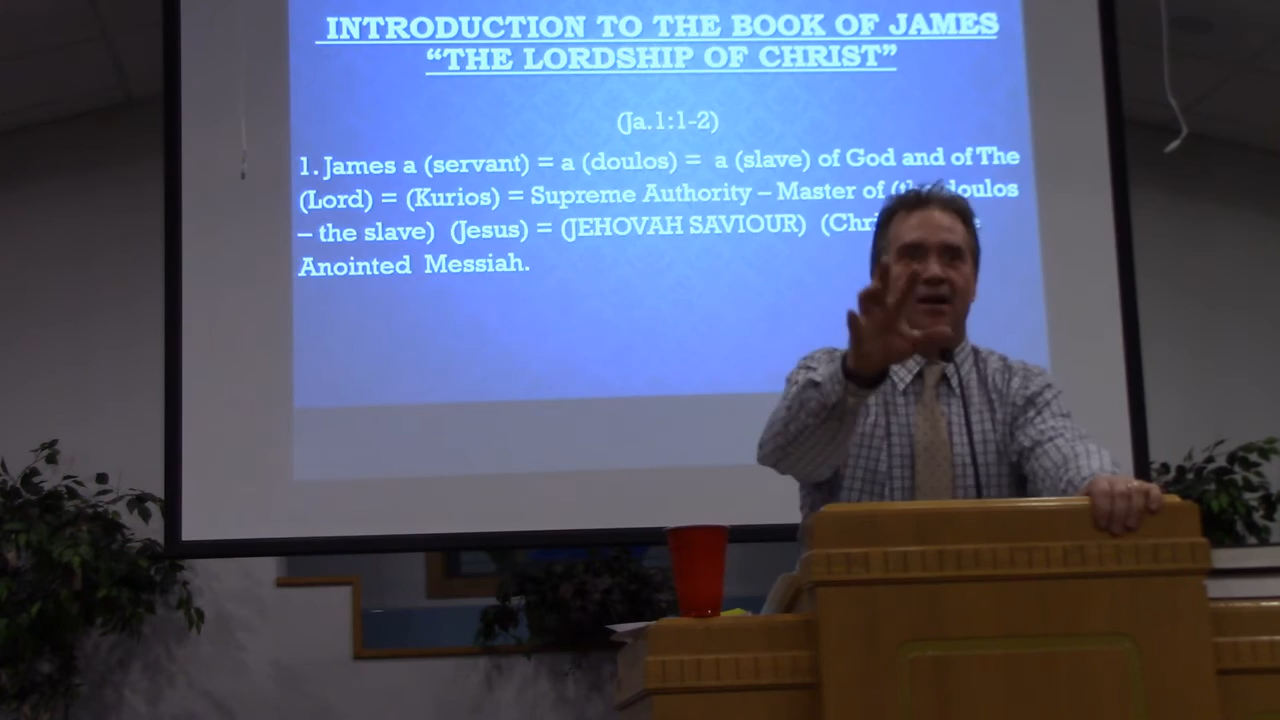 INTRODUCTION TO THE BOOK OF JAMES
“THE LORDSHIP OF CHRIST”
(Ja.1:1-2)
1. James a (servant) = a (doulos) = a (slave) of God and of The
(Lord) = (Kurios) = Supreme Authority – Master of doulos
– the slave) (Jesus) = (JEHOVAH SAVIOUR)
Anointed Messiah.